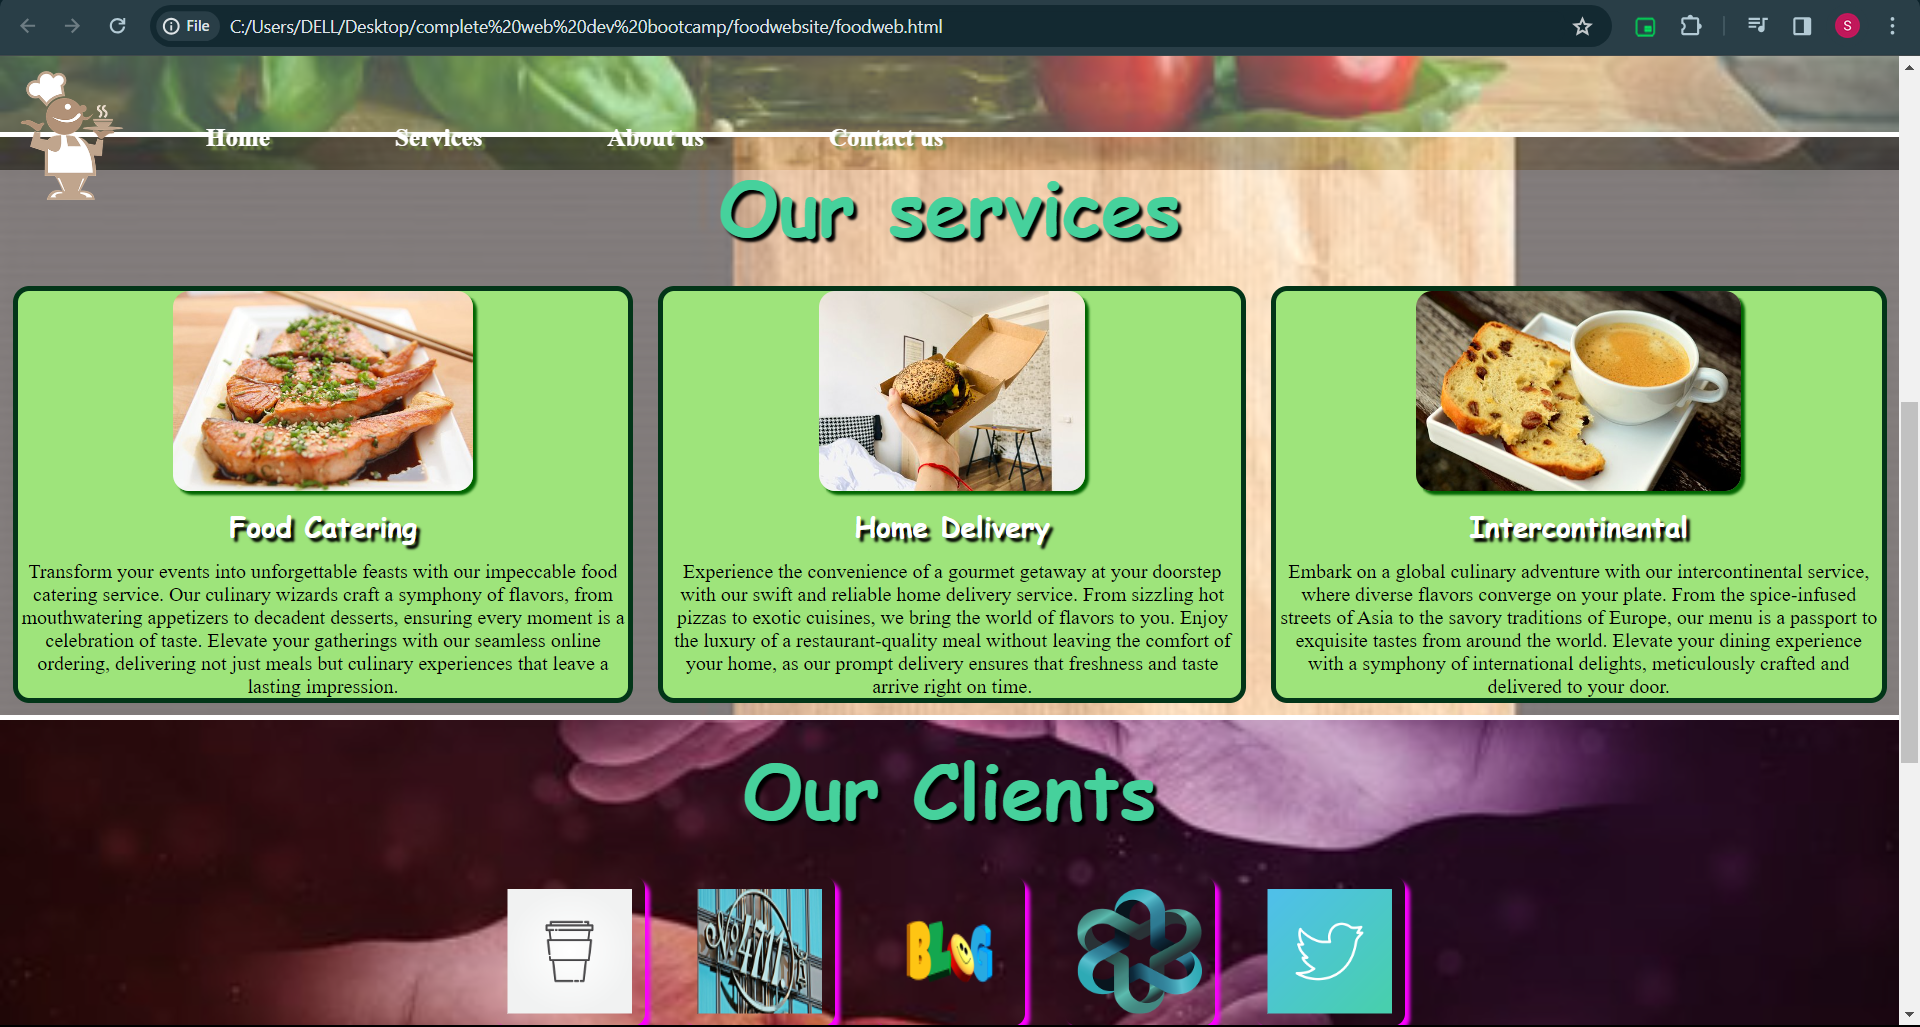 File C:/Users/DELL/Desktop/complete%20web%20dev%20bootcamp/foodwebsite/foodweb.html S
Home Services About us Contact us
Our services
Food Catering
Transform your events into unforgettable feasts with our impeccable food
catering service. Our culinary wizards craft a symphony of flavors, from
mouthwatering appetizers to decadent desserts, ensuring every moment is a
celebration of taste. Elevate your gatherings with our seamless online
ordering, delivering not just meals but culinary experiences that leave a
lasting impression.
Home Delivery
Experience the convenience of a gourmet getaway at your doorstep
with our swift and reliable home delivery service. From sizzling hot
pizzas to exotic cuisines, we bring the world of flavors to you. Enjoy
the luxury of a restaurant-quality meal without leaving the comfort of
your home, as our prompt delivery ensures that freshness and taste
arrive right on time.
Intercontinental
Embark on a global culinary adventure with our intercontinental service,
where diverse flavors converge on your plate. From the spice-infused
streets of Asia to the savory traditions of Europe, our menu is a passport to
exquisite tastes from around the world. Elevate your dining experience
with a symphony of international delights, meticulously crafted and
delivered to your door.
Our Clients
No 4711
BLOG